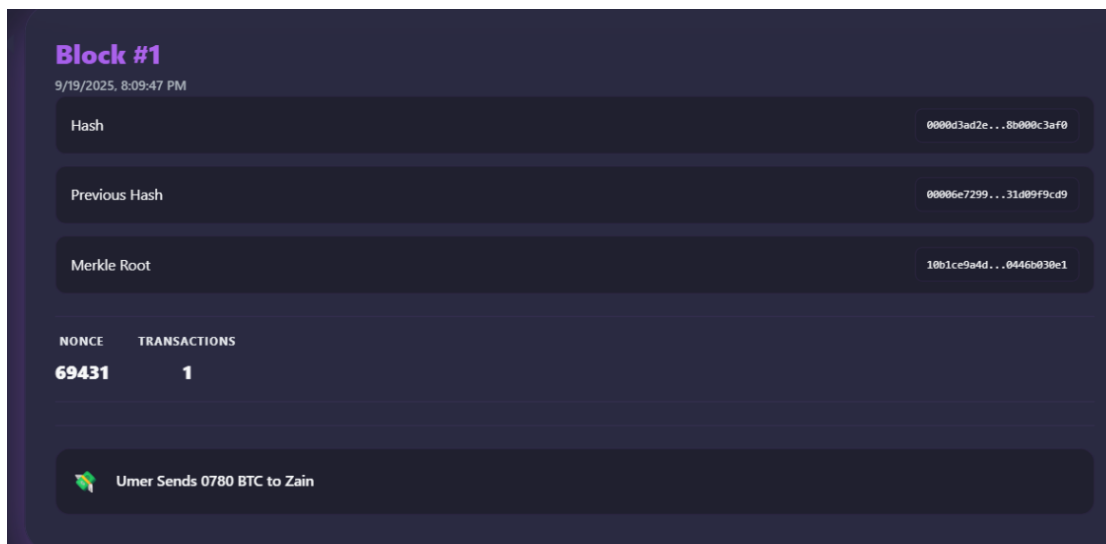 Block #1
9/19/2025, 8:09:47 PM
Hash 0000d3ad2e...8b000c3af0
Previous Hash 00006e7299...31d09f9cd9
Merkle Root 10b1ce9a4d...0446b030e1
NONCE TRANSACTIONS
69431 1
Umer Sends 0780 BTC to Zain